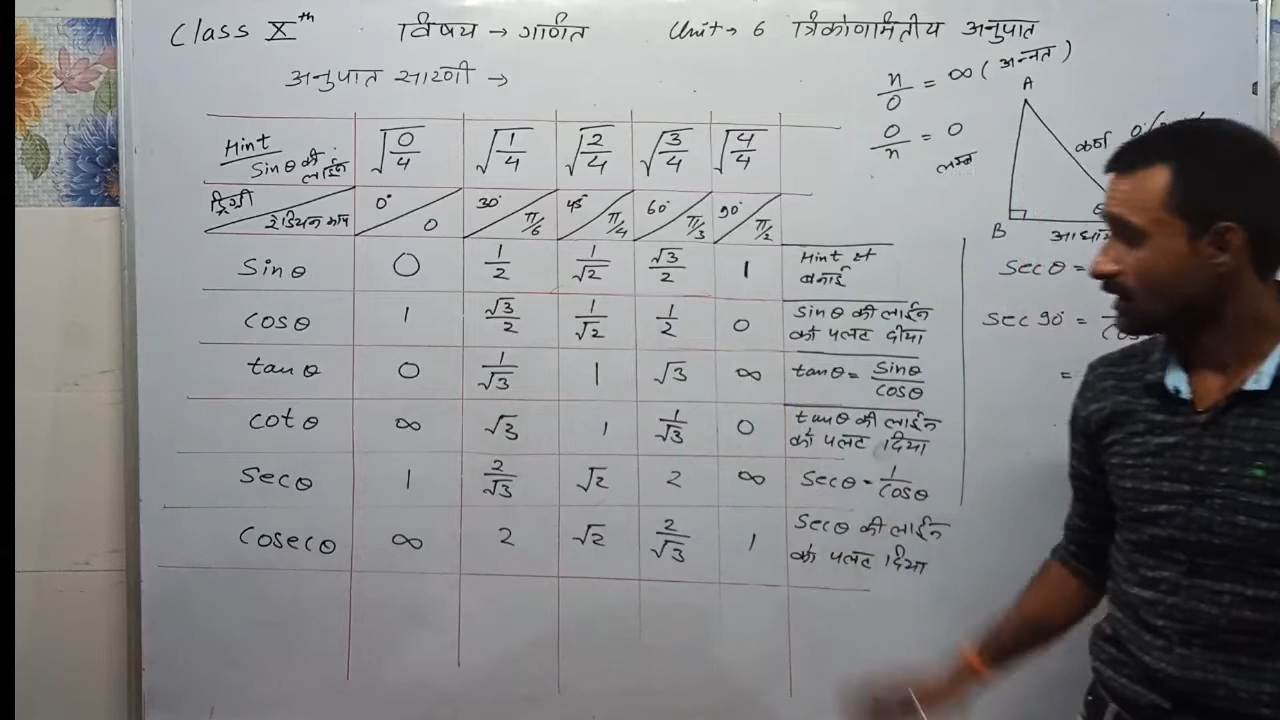 Class Xth विषय → गणित Unit → 6 त्रिकोणमितीय अनुपात
अनुपात सारणी →
n/0 = ∞ (अन्नत)
0/n = 0
लम्ब
A
कर्ण
B
Hint Sinθ की लाईन √0/4 √1/4 √2/4 √3/4 √4/4
डिग्री रेडियन माप 0° 0 30° π/6 45° π/4 60° π/3 90° π/2
Sinθ 0 1/2 1/√2 √3/2 1 Hint से बनाई
cosθ 1 √3/2 1/√2 1/2 0 Sinθ की लाईन को पलट दीया
tanθ 0 1/√3 1 √3 ∞ tanθ = Sinθ/cosθ
cotθ ∞ √3 1 1/√3 0 tanθ की लाईन को पलट दिया
Secθ 1 2/√3 √2 2 ∞ Secθ = 1/cosθ
Cosecθ ∞ 2 √2 2/√3 1 Secθ की लाईन को पलट दिया
Secθ =
Sec 90° =
=